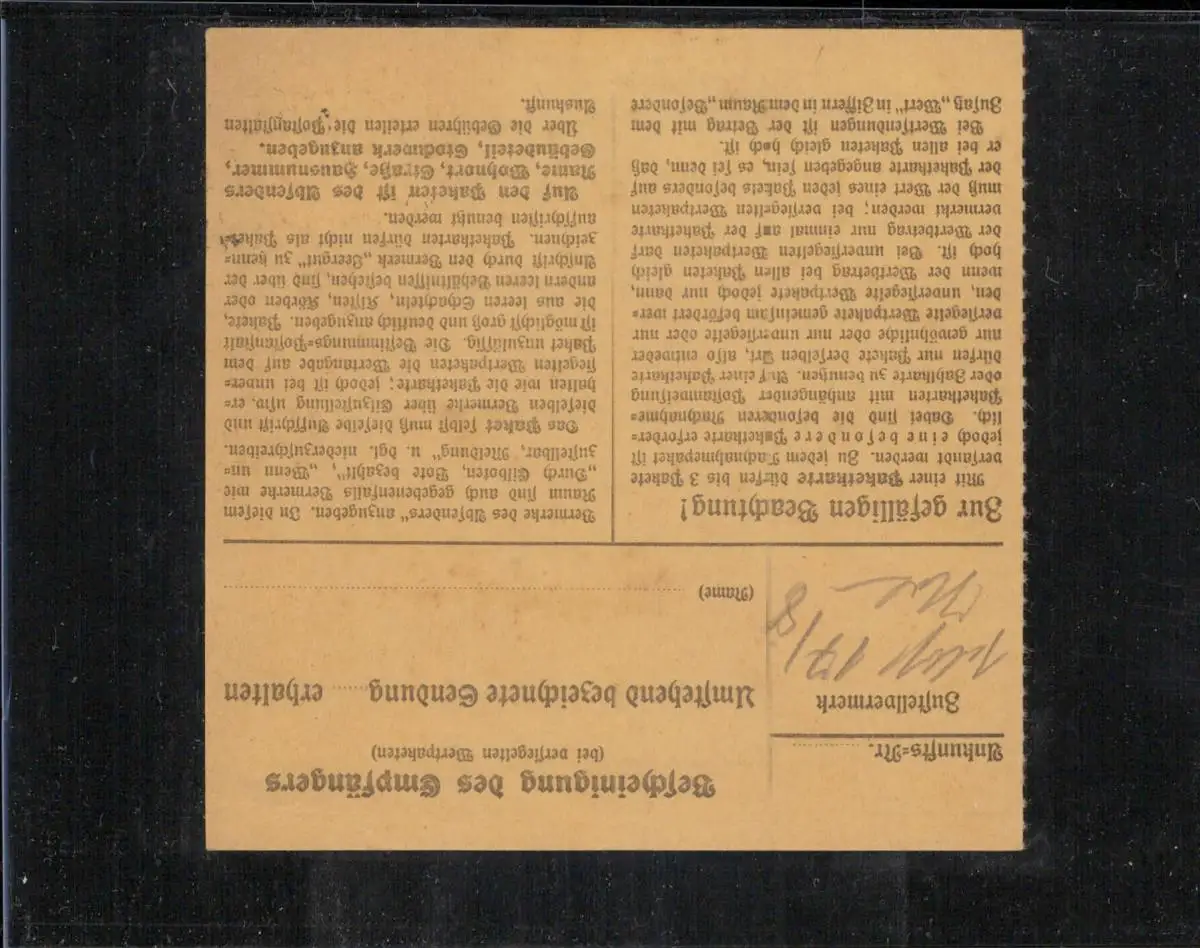 Bescheinigung des Empfängers
(bei versiegelten Wertpaketen)
Ankunfts=Nr.
Zustellvermerk
17/8
Umstehend bezeichnete Sendung erhalten
(Name)
Zur gefälligen Beachtung!
Mit einer Paketkarte dürfen bis 3 Pakete
versandt werden. Zu jedem Nachnahmepaket ist
jedoch eine besondere Paketkarte erforder=
lich. Dabei sind die besonderen Nachnahme=
Paketkarten mit anhängender Postanweisung
oder Zahlkarte zu benutzen. Auf einer Paketkarte
dürfen nur Pakete derselben Art, also entweder
nur gewöhnliche oder nur unversiegelte oder nur
versiegelte Wertpakete gemeinsam befördert wer=
den, unversiegelte Wertpakete jedoch nur dann,
wenn der Wertbetrag bei allen Paketen gleich
hoch ist. Bei unversiegelten Wertpaketen darf
der Wertbetrag nur einmal auf der Paketkarte
vermerkt werden; bei versiegelten Wertpaketen
muß der Wert eines jeden Pakets besonders auf
der Paketkarte angegeben sein, es sei denn, daß
er bei allen Paketen gleich hoch ist.
Bei Wertsendungen ist der Betrag mit dem
Zusatz „Wert“ in Ziffern in dem Raum „Besondere
Vermerke des Absenders“ anzugeben. In diesem
Raum sind auch gegebenenfalls Vermerke wie
„Durch Eilboten, Bote bezahlt“, „Wenn un=
zustellbar, Meldung“ u. dgl. niederzuschreiben.
Das Paket selbst muß dieselbe Aufschrift und
dieselben Vermerke über Eilzustellung usw. er=
halten wie die Paketkarte; jedoch ist bei unver=
siegelten Wertpaketen die Wertangabe auf dem
Paket unzulässig. Die Bestimmungs=Postanstalt
ist möglichst groß und deutlich anzugeben. Pakete,
die aus leeren Schachteln, Kisten, Körben oder
andern leeren Behältnissen bestehen, sind über der
Aufschrift durch den Vermerk „Leergut“ zu kenn=
zeichnen. Paketkarten dürfen nicht als Paket=
aufschriften benutzt werden.
Auf den Paketen ist des Absenders
Name, Wohnort, Straße, Hausnummer,
Gebäudeteil, Stockwerk anzugeben.
Über die Gebühren erteilen die Postanstalten
Auskunft.